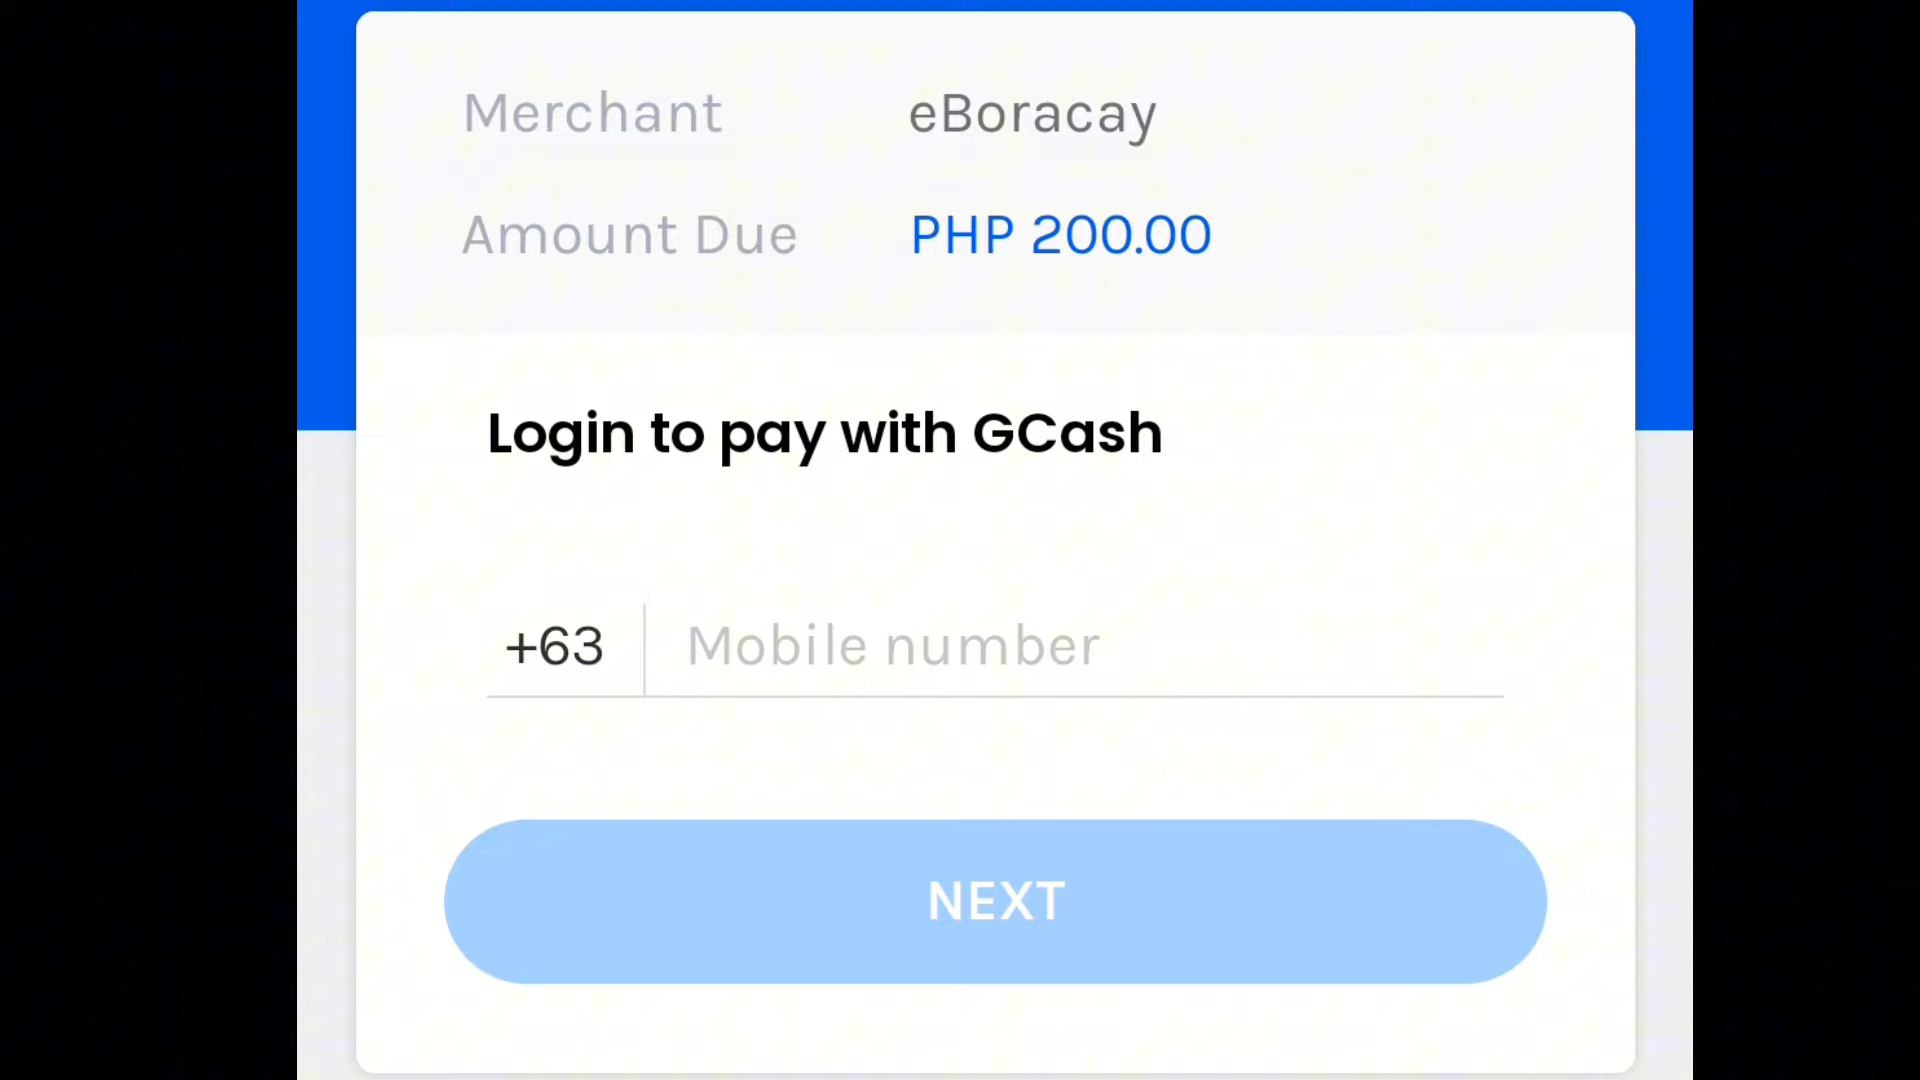 Merchant eBoracay
Amount Due PHP 200.00
Login to pay with GCash
+63 Mobile number
NEXT